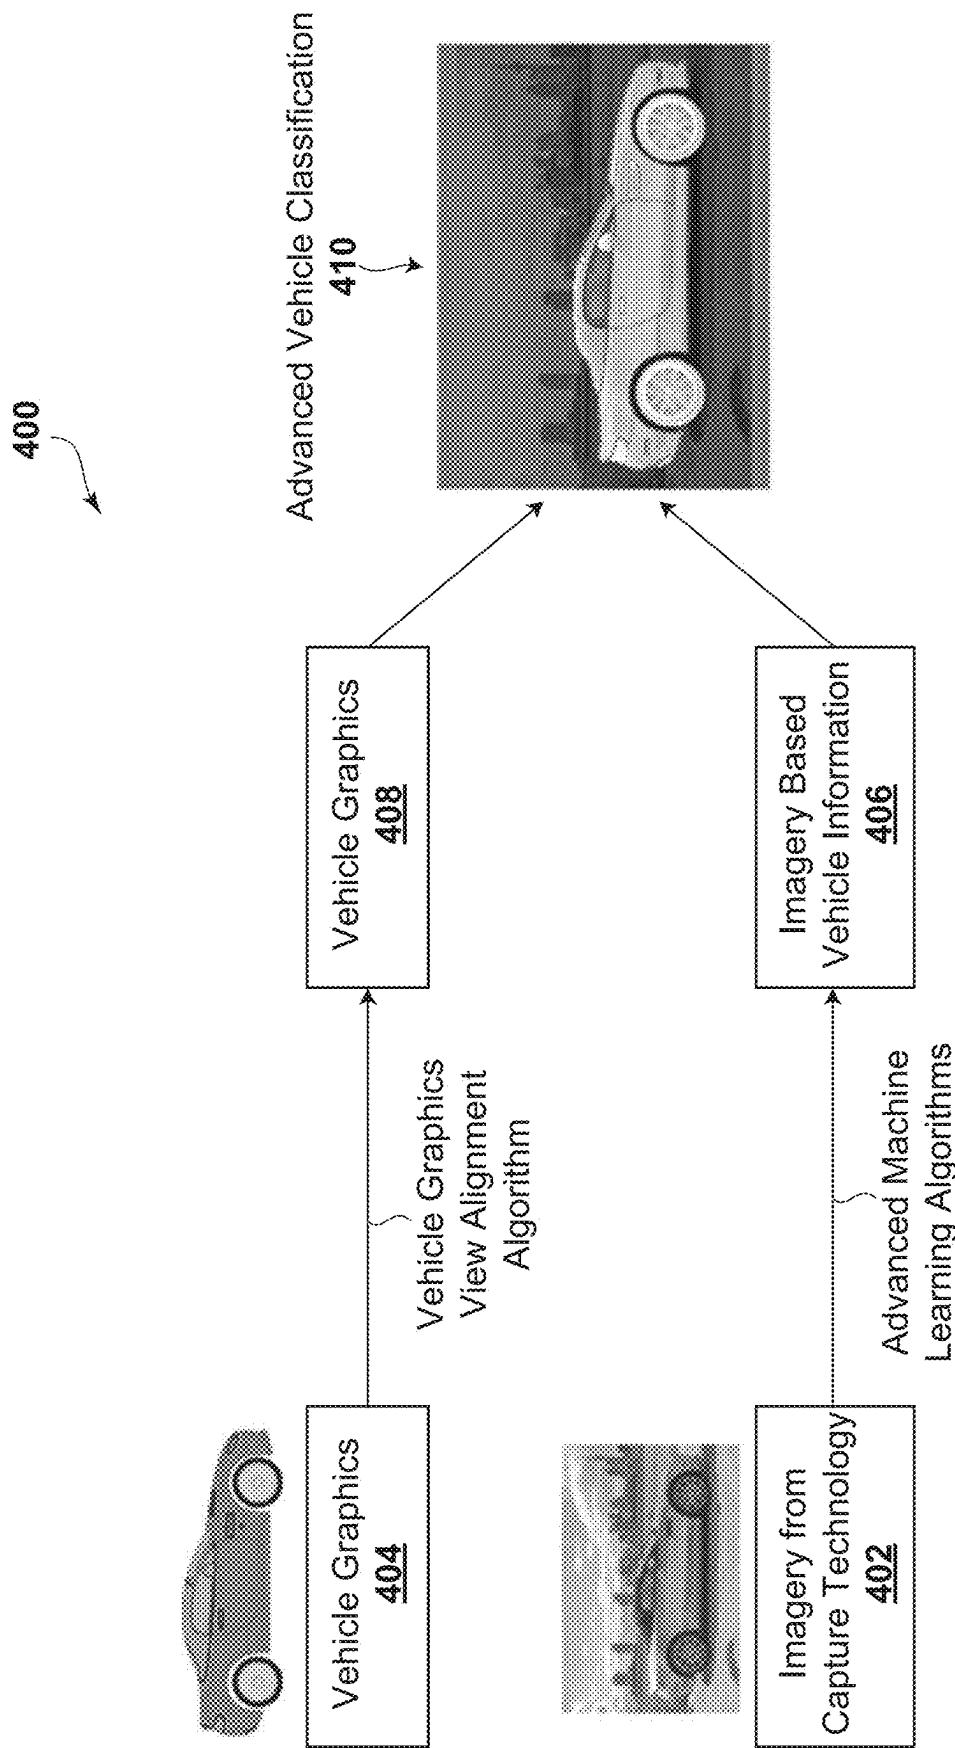 400
Advanced Vehicle Classification
410
Vehicle Graphics
404
Vehicle Graphics
View Alignment
Algorithm
Vehicle Graphics
408
Imagery from
Capture Technology
402
Advanced Machine
Learning Algorithms
Imagery Based
Vehicle Information
406